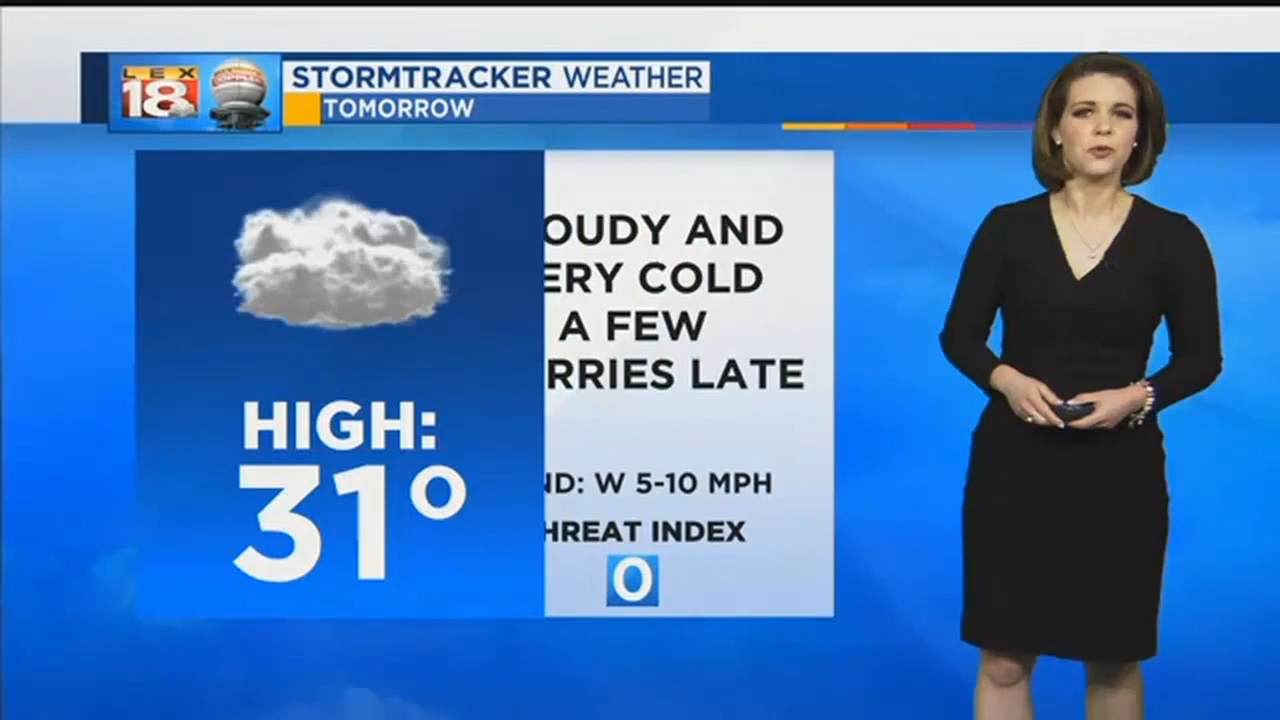 LEX
18
STORMTRACKER WEATHER
TOMORROW
OUDY AND
ERY COLD
A FEW
RRIES LATE
HIGH:
31°
ND: W 5-10 MPH
HREAT INDEX
0